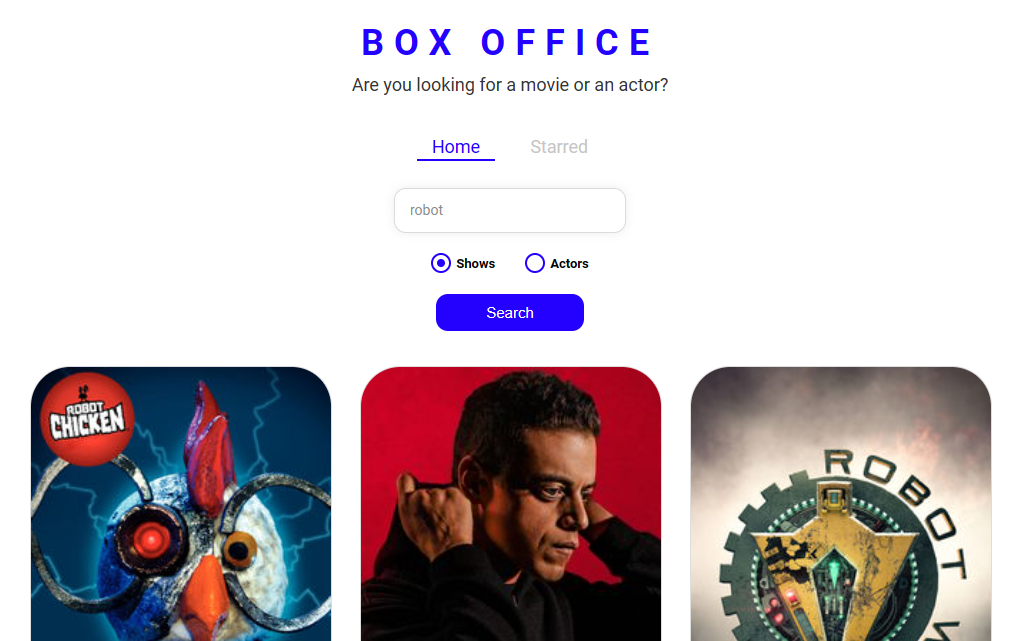 BOX OFFICE
Are you looking for a movie or an actor?
Home Starred
robot
Shows Actors
Search
ROBOT
CHICKEN
ROBOT